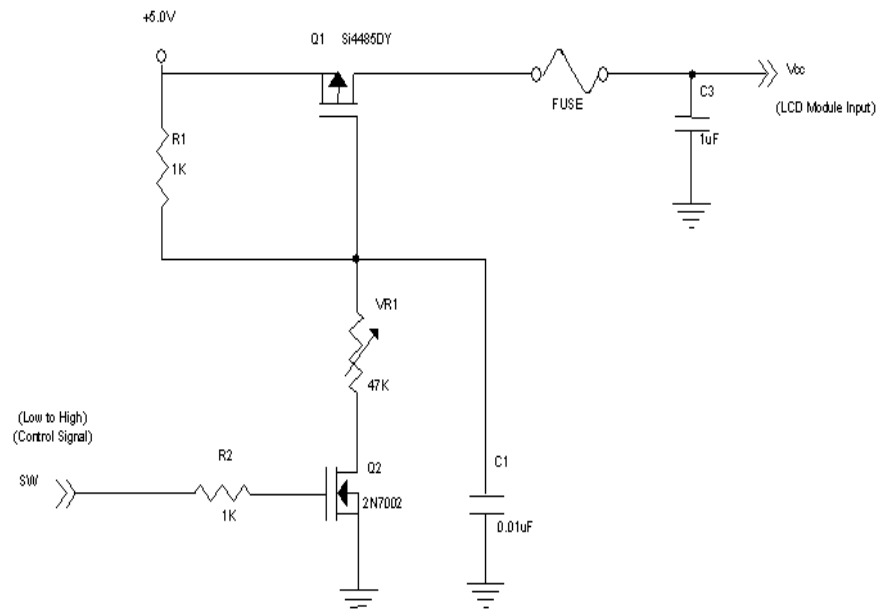 +5.0V
Q1 Si4485DY
Vcc
C3
(LCD Module Input)
FUSE
R1
1uF
1K
VR1
47K
(Low to High)
(Control Signal)
R2
Q2
C1
SW
2N7002
1K
0.01uF